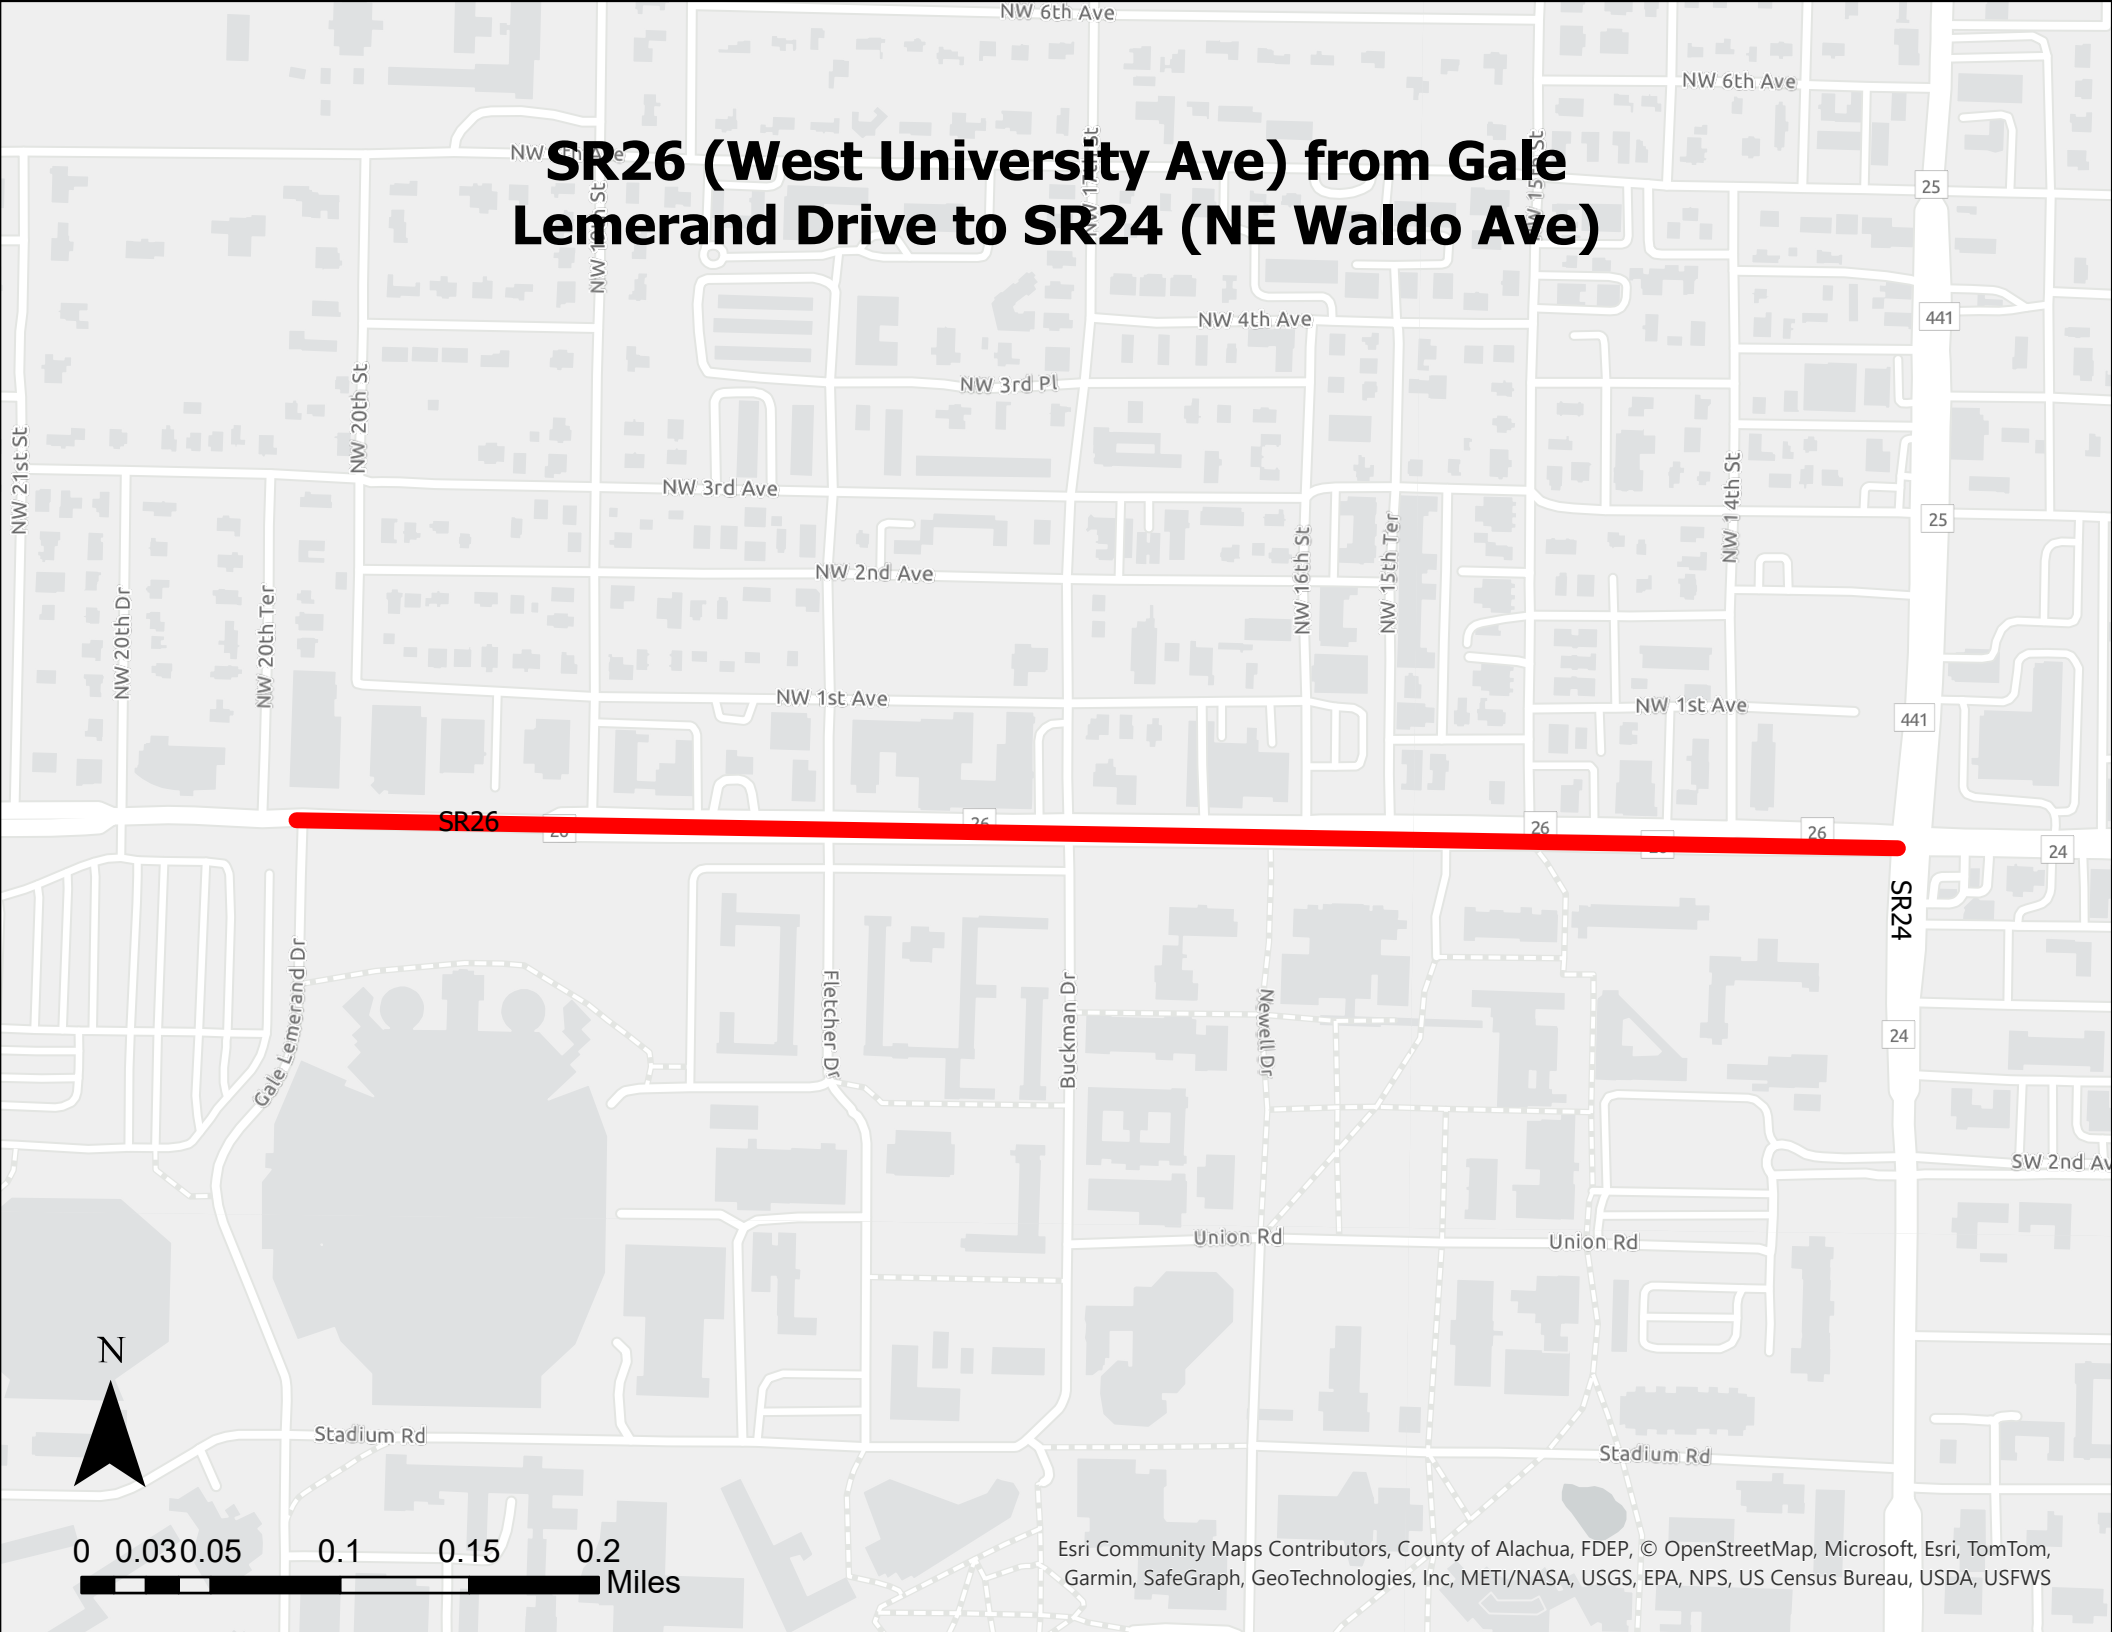 NW 6th Ave
NW 6th Ave
SR26 (West University Ave) from Gale
Lemerand Drive to SR24 (NE Waldo Ave)
25
441
NW 4th Ave
NW 3rd Pl
NW 20th St
NW 21st St
NW 3rd Ave
NW 14th St
25
NW 2nd Ave
NW 16th St
NW 15th Ter
NW 20th Dr
NW 20th Ter
NW 1st Ave
NW 1st Ave
441
SR26
26
26
26
26
24
SR24
Gale Lemerand Dr
Fletcher Dr
Buckman Dr
Newell Dr
24
SW 2nd Av
Union Rd
Union Rd
N
Stadium Rd
Stadium Rd
0 0.03 0.05 0.1 0.15 0.2
Miles
Esri Community Maps Contributors, County of Alachua, FDEP, © OpenStreetMap, Microsoft, Esri, TomTom,
Garmin, SafeGraph, GeoTechnologies, Inc, METI/NASA, USGS, EPA, NPS, US Census Bureau, USDA, USFWS